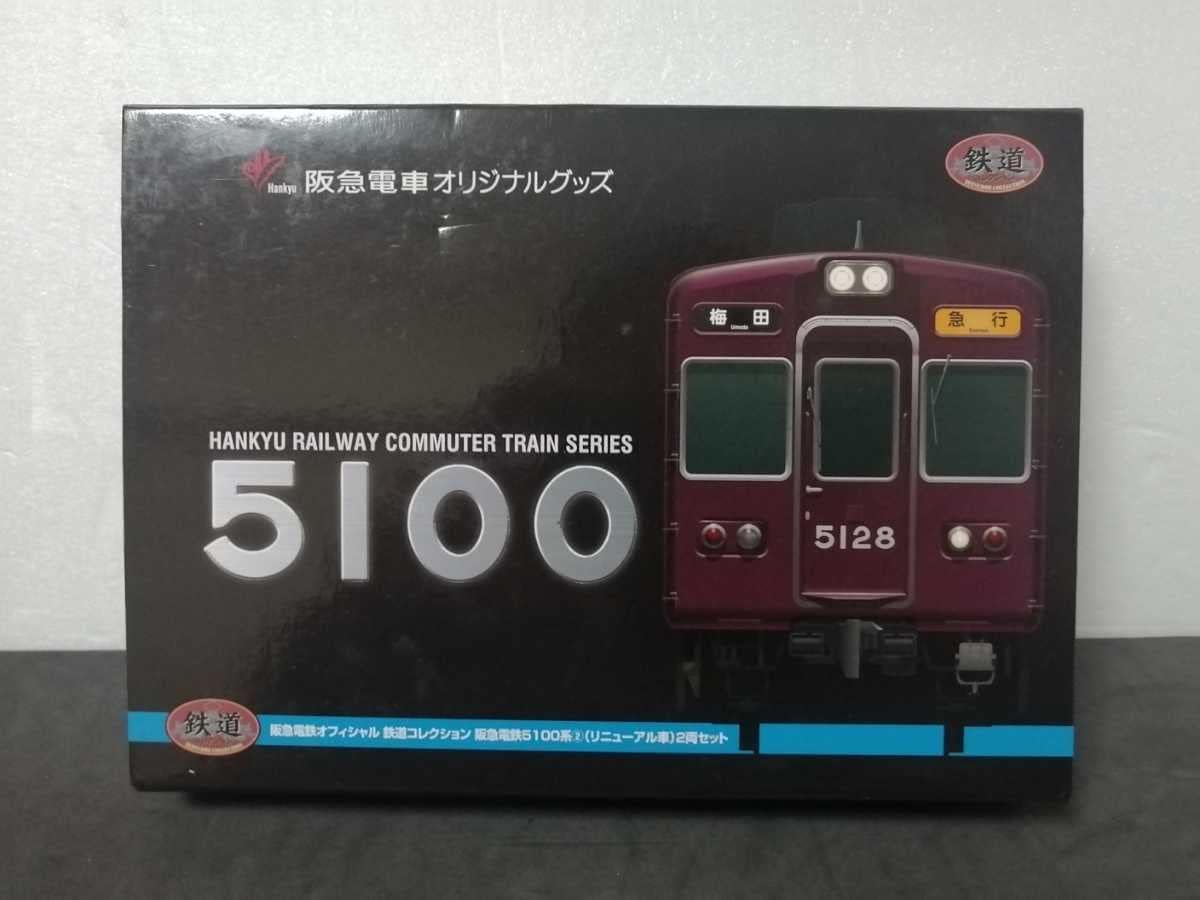 Hankyu 阪急電車オリジナルグッズ
鉄道
梅田
Umeda
急行
Express
HANKYU RAILWAY COMMUTER TRAIN SERIES
5100
5128
鉄道
阪急電鉄オフィシャル 鉄道コレクション 阪急電鉄5100系②(リニューアル車)2両セット